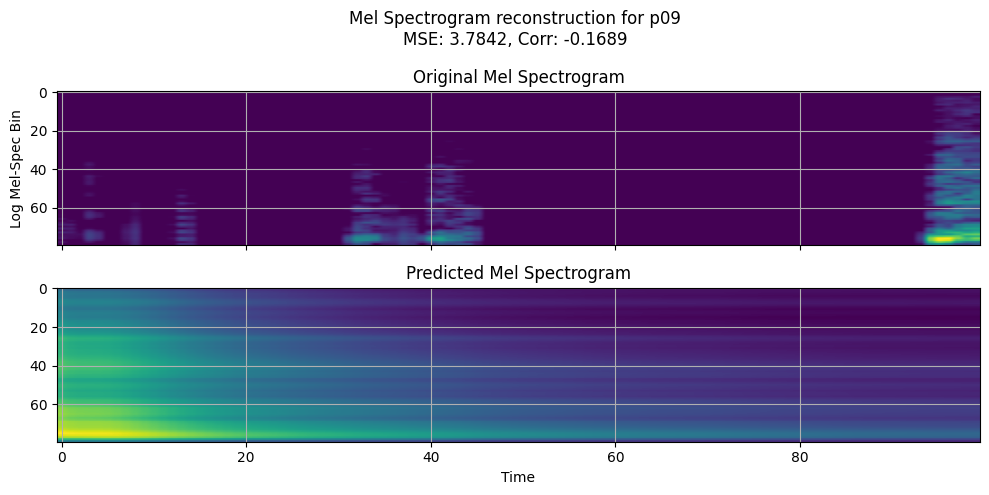 Mel Spectrogram reconstruction for p09
MSE: 3.7842, Corr: -0.1689
Original Mel Spectrogram
Log Mel-Spec Bin
0
20
40
60
Predicted Mel Spectrogram
0
20
40
60
0 20 40 60 80
Time